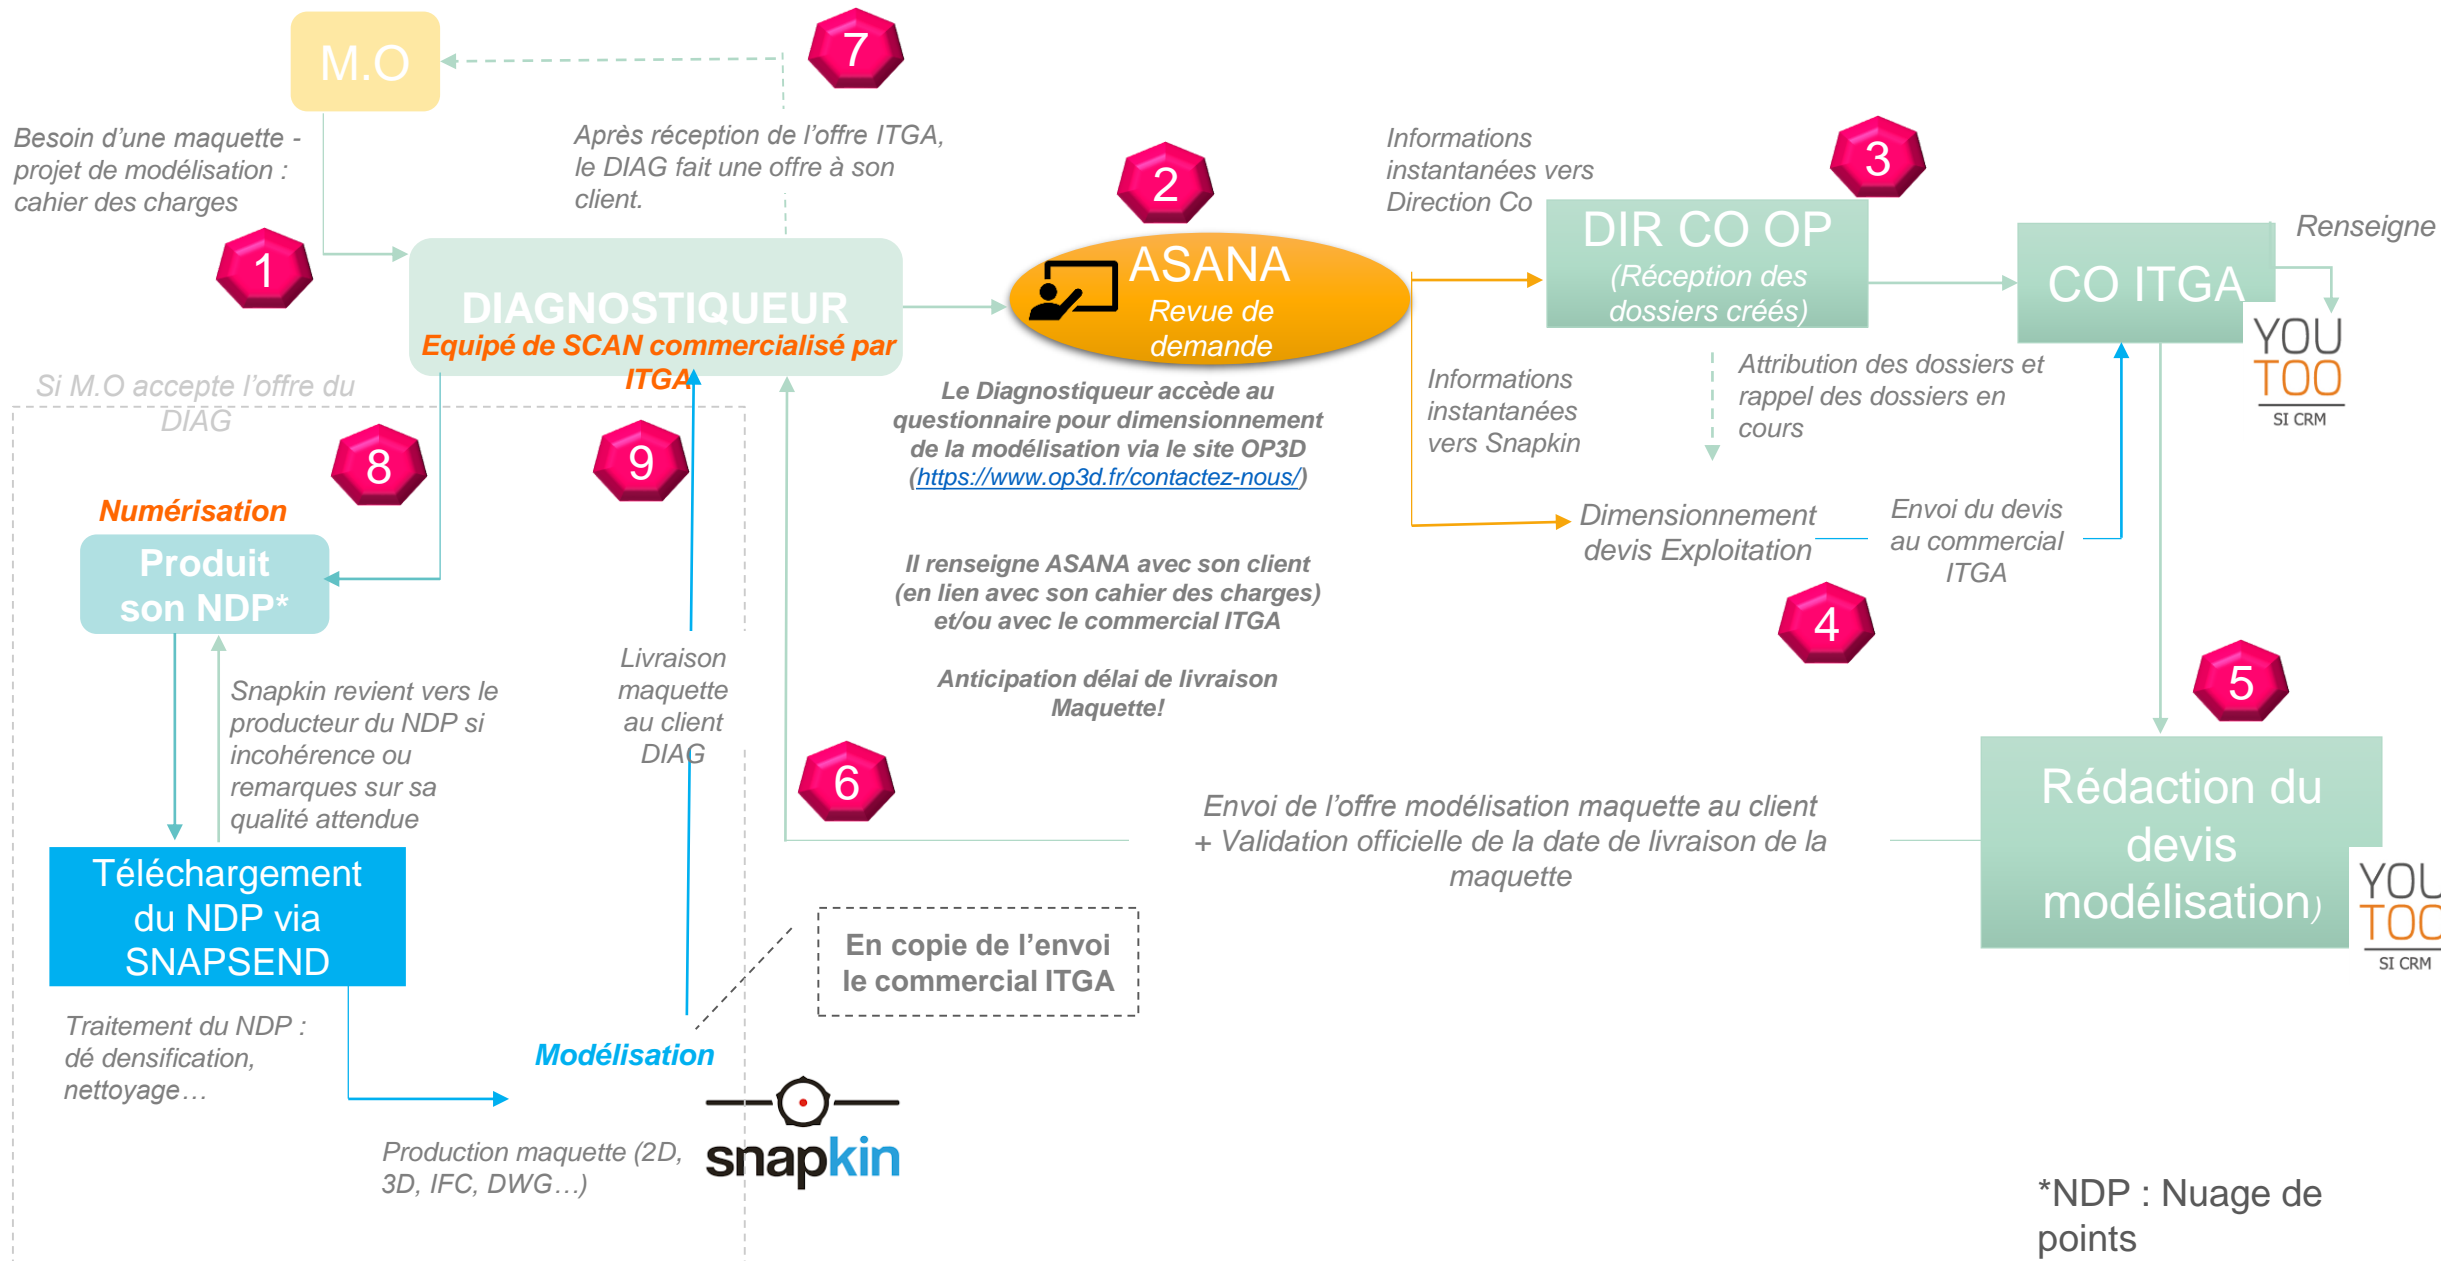 M.O
7
Besoin d’une maquette -
projet de modélisation :
cahier des charges
1
Après réception de l’offre ITGA,
le DIAG fait une offre à son
client.
2
Informations
instantanées vers
Direction Co
3
DIAGNOSTIQUEUR
Equipé de SCAN commercialisé par
ITGA
ASANA
Revue de
demande
DIR CO OP
(Réception des
dossiers créés)
CO ITGA
Renseigne
YOU
TOO
SI CRM
Si M.O accepte l’offre du
DIAG
8
9
Le Diagnostiqueur accède au
questionnaire pour dimensionnement
de la modélisation via le site OP3D
(https://www.op3d.fr/contactez-nous/)
Il renseigne ASANA avec son client
(en lien avec son cahier des charges)
et/ou avec le commercial ITGA
Anticipation délai de livraison
Maquette!
Informations
instantanées
vers Snapkin
Attribution des dossiers et
rappel des dossiers en
cours
Dimensionnement
devis Exploitation
Envoi du devis
au commercial
ITGA
4
5
Numérisation
Produit
son NDP*
Snapkin revient vers le
producteur du NDP si
incohérence ou
remarques sur sa
qualité attendue
Livraison
maquette
au client
DIAG
6
Envoi de l’offre modélisation maquette au client
+ Validation officielle de la date de livraison de la
maquette
Rédaction du
devis
modélisation)
YOU
TOO
SI CRM
Téléchargement
du NDP via
SNAPSEND
En copie de l’envoi
le commercial ITGA
Traitement du NDP :
dé densification,
nettoyage…
Modélisation
Production maquette (2D,
3D, IFC, DWG…)
snapkin
*NDP : Nuage de
points